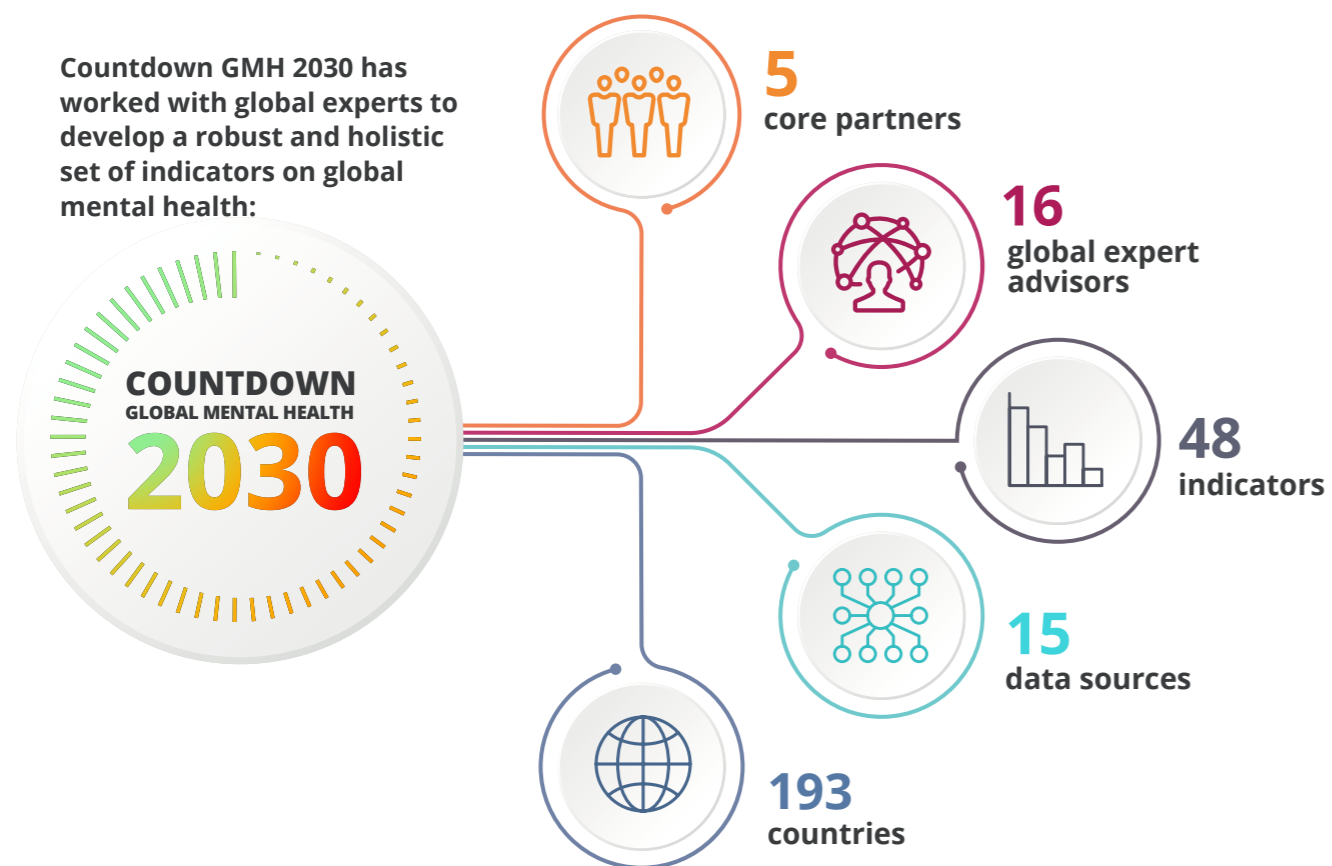 Countdown GMH 2030 has
worked with global experts to
develop a robust and holistic
set of indicators on global
mental health:
COUNTDOWN
GLOBAL MENTAL HEALTH
2030
5
core partners
16
global expert
advisors
48
indicators
15
data sources
193
countries